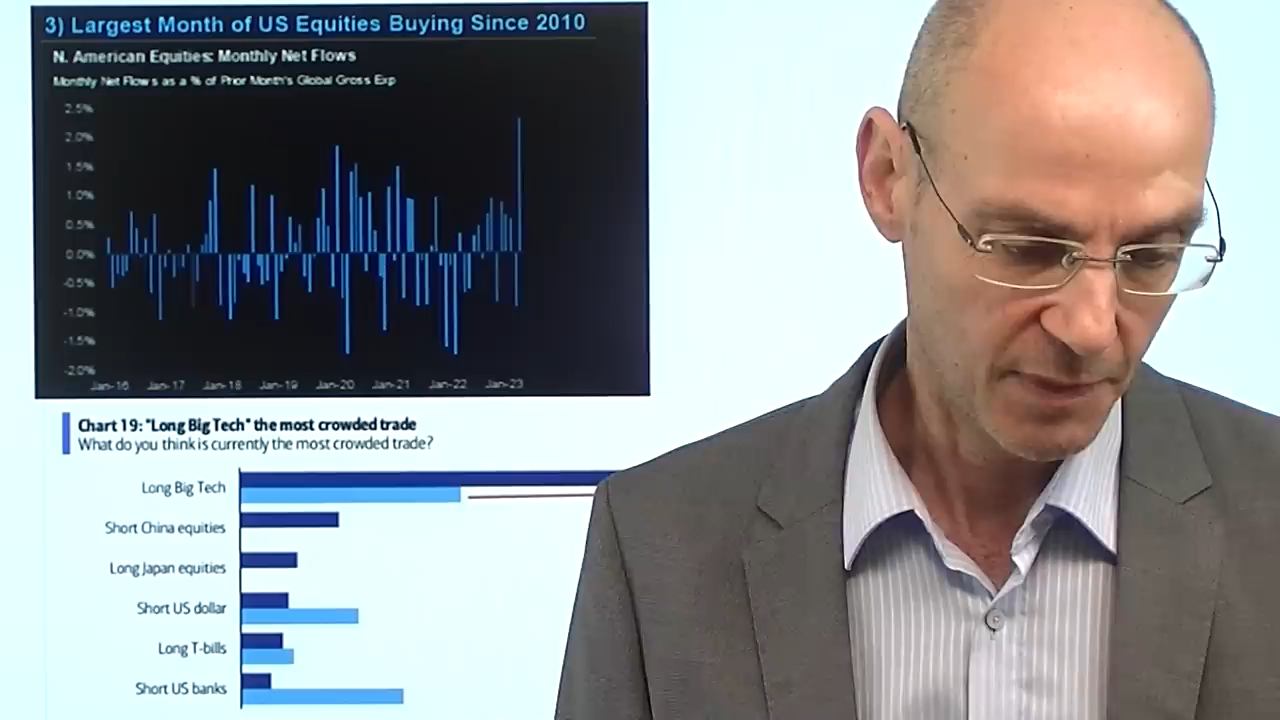 3) Largest Month of US Equities Buying Since 2010
N. American Equities: Monthly Net Flows
Monthly Net Flows as a % of Prior Month's Global Gross Exp
2.5%
2.0%
1.5%
1.0%
0.5%
0.0%
-0.5%
-1.0%
-1.5%
-2.0%
Jan-16 Jan-17 Jan-18 Jan-19 Jan-20 Jan-21 Jan-22 Jan-23
Chart 19: "Long Big Tech" the most crowded trade
What do you think is currently the most crowded trade?
Long Big Tech
Short China equities
Long Japan equities
Short US dollar
Long T-bills
Short US banks